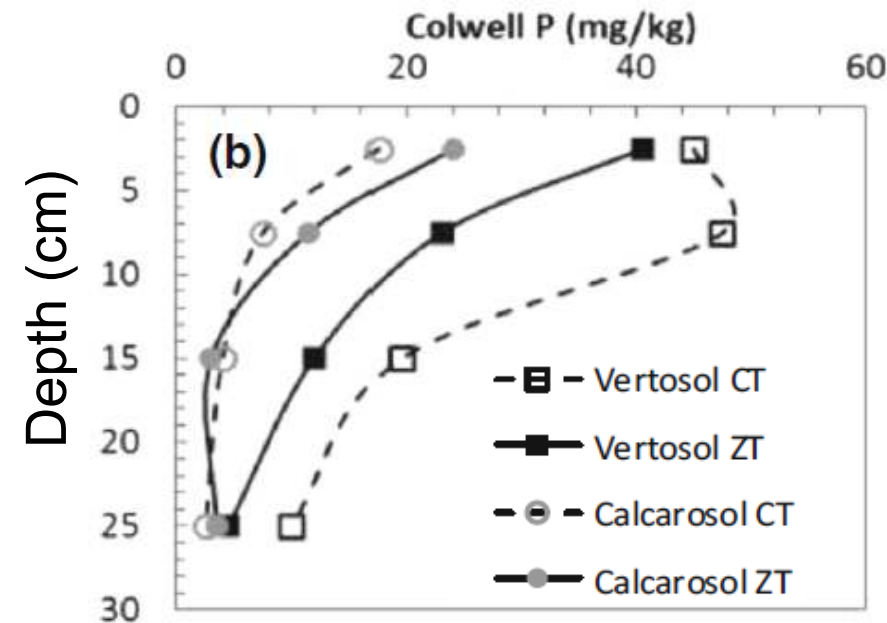 Colwell P (mg/kg)
0 20 40 60
0
(b)
5
10
15
20
25
30
Depth (cm)
Vertosol CT
Vertosol ZT
Calcarosol CT
Calcarosol ZT